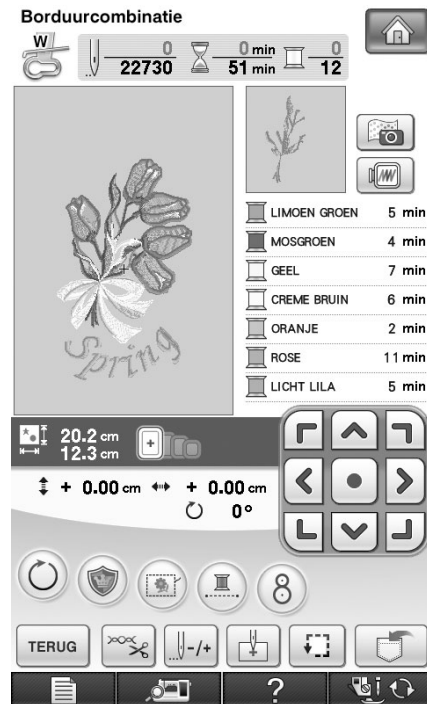 Borduurcombinatie
W
0 0 min 0
22730 51 min 12
LIMOEN GROEN 5 min
MOSGROEN 4 min
GEEL 7 min
CREME BRUIN 6 min
ORANJE 2 min
ROSE 11 min
LICHT LILA 5 min
Spring
20.2 cm
12.3 cm
+ 0.00 cm + 0.00 cm
0°
8
TERUG -/+
?